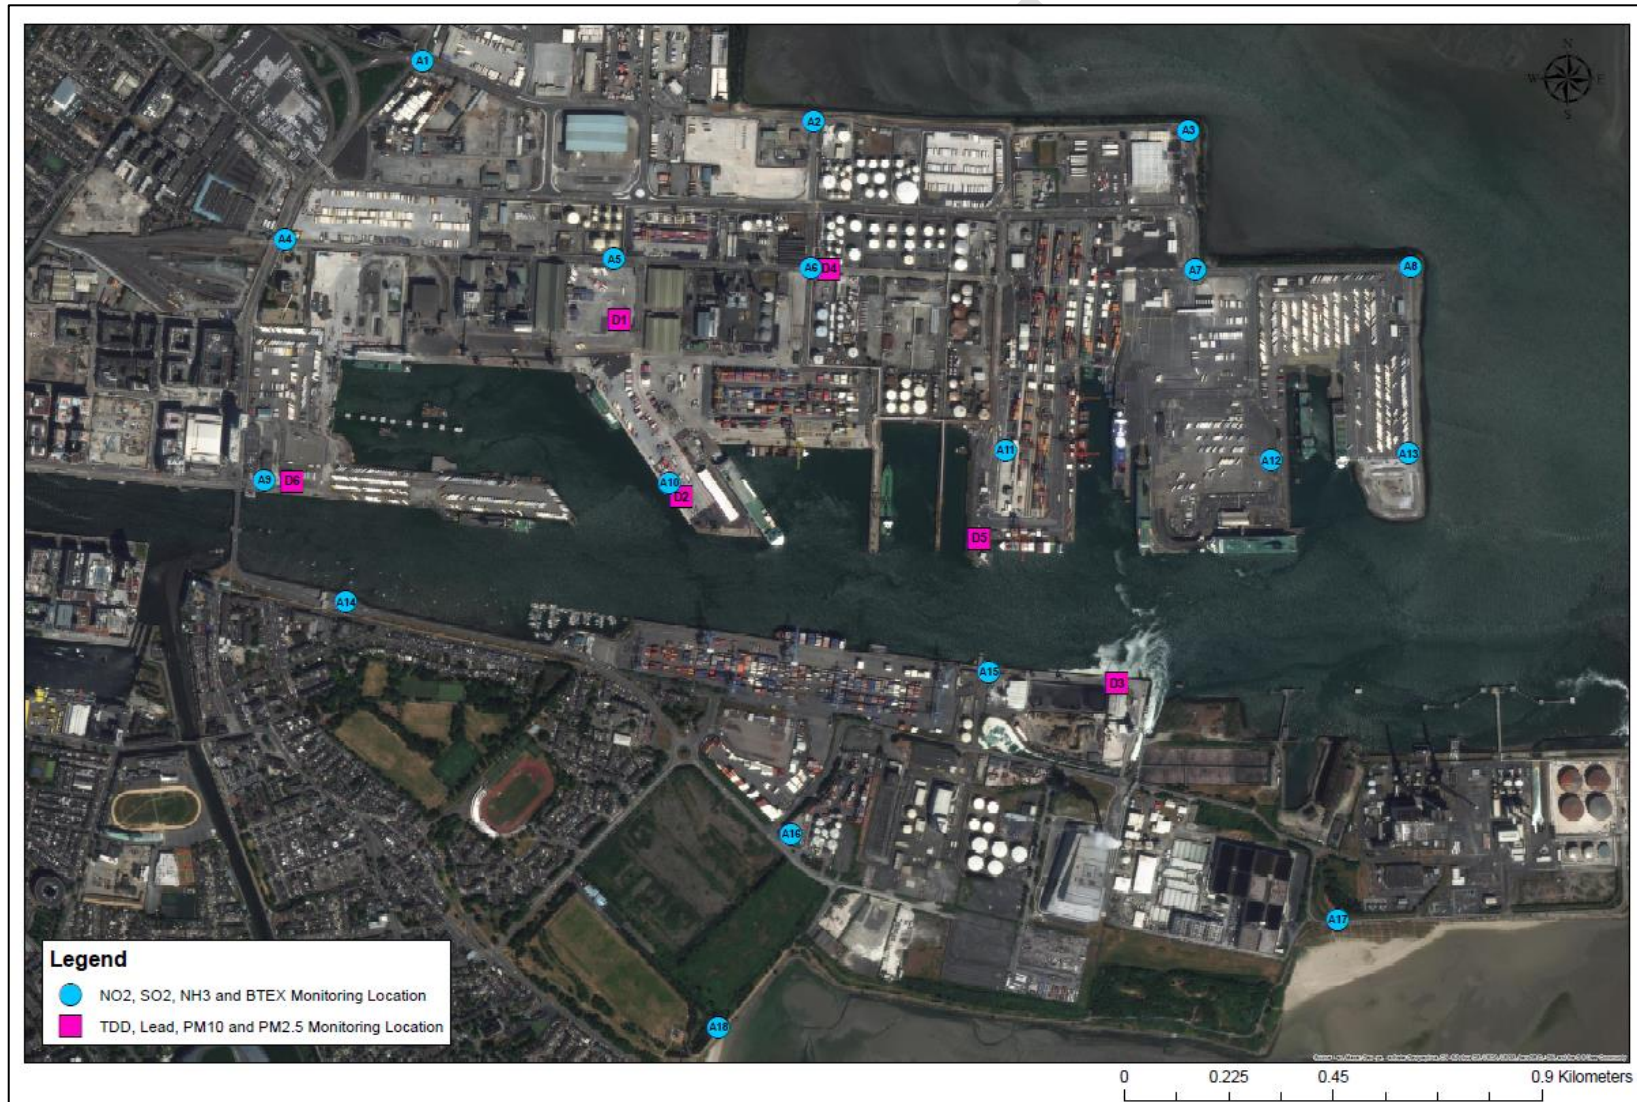 N
W E
S
A1
A2
A3
A4
A5
A6
D4
A7
A8
D1
A11
A12
A13
A9
D6
A10
D2
D5
A14
A15
D3
A16
A17
A18
Legend
NO2, SO2, NH3 and BTEX Monitoring Location
TDD, Lead, PM10 and PM2.5 Monitoring Location
0 0.225 0.45 0.9 Kilometers